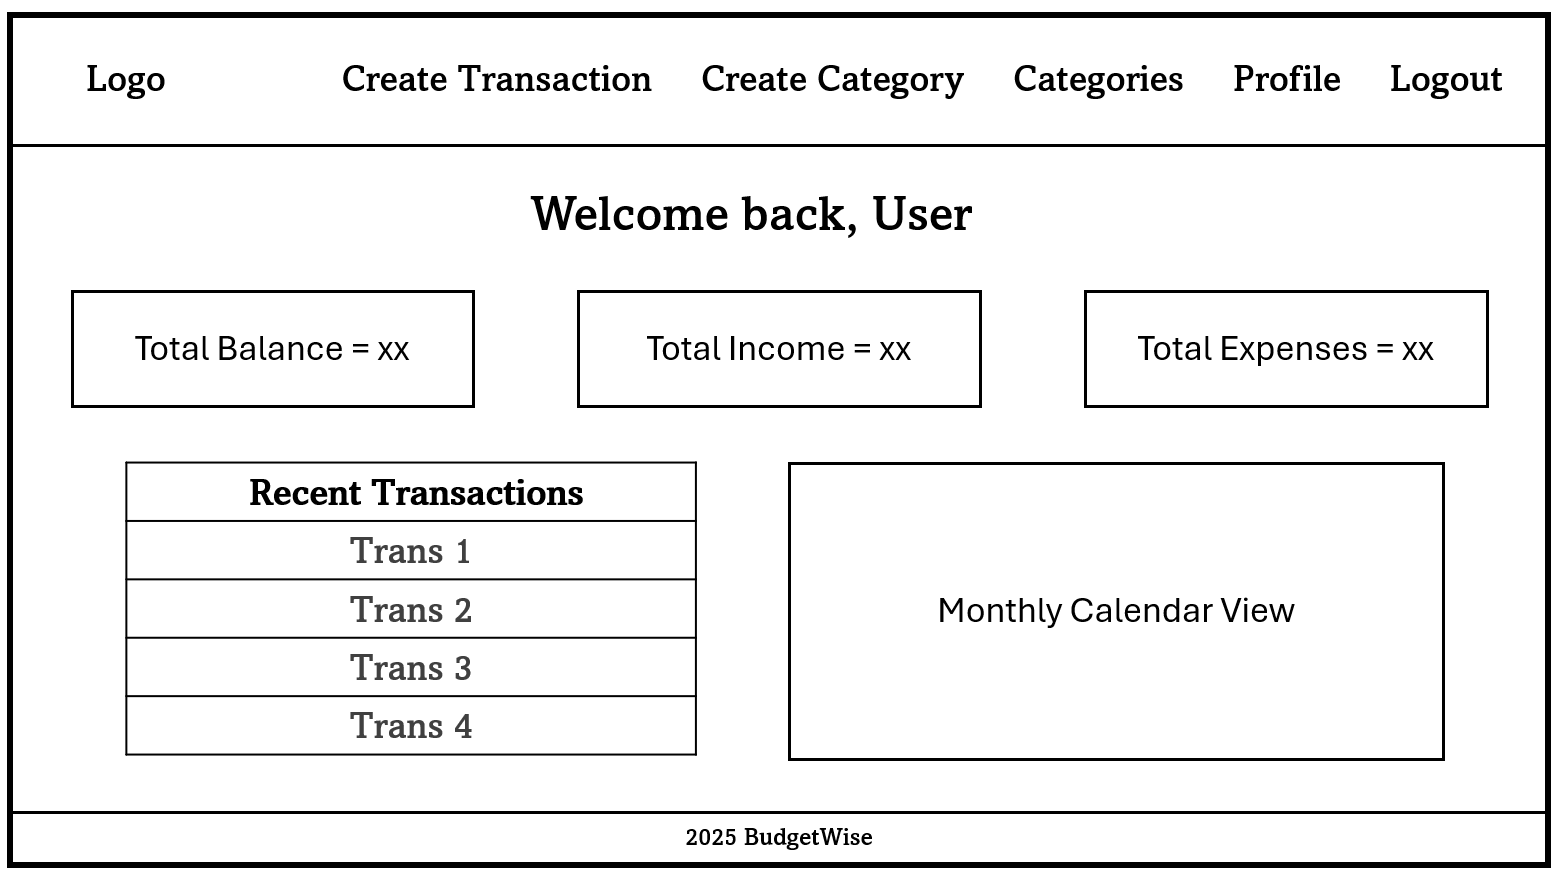 Logo Create Transaction Create Category Categories Profile Logout
Welcome back, User
Total Balance = xx
Total Income = xx
Total Expenses = xx
Recent Transactions
Trans 1
Trans 2
Trans 3
Trans 4
Monthly Calendar View
2025 BudgetWise